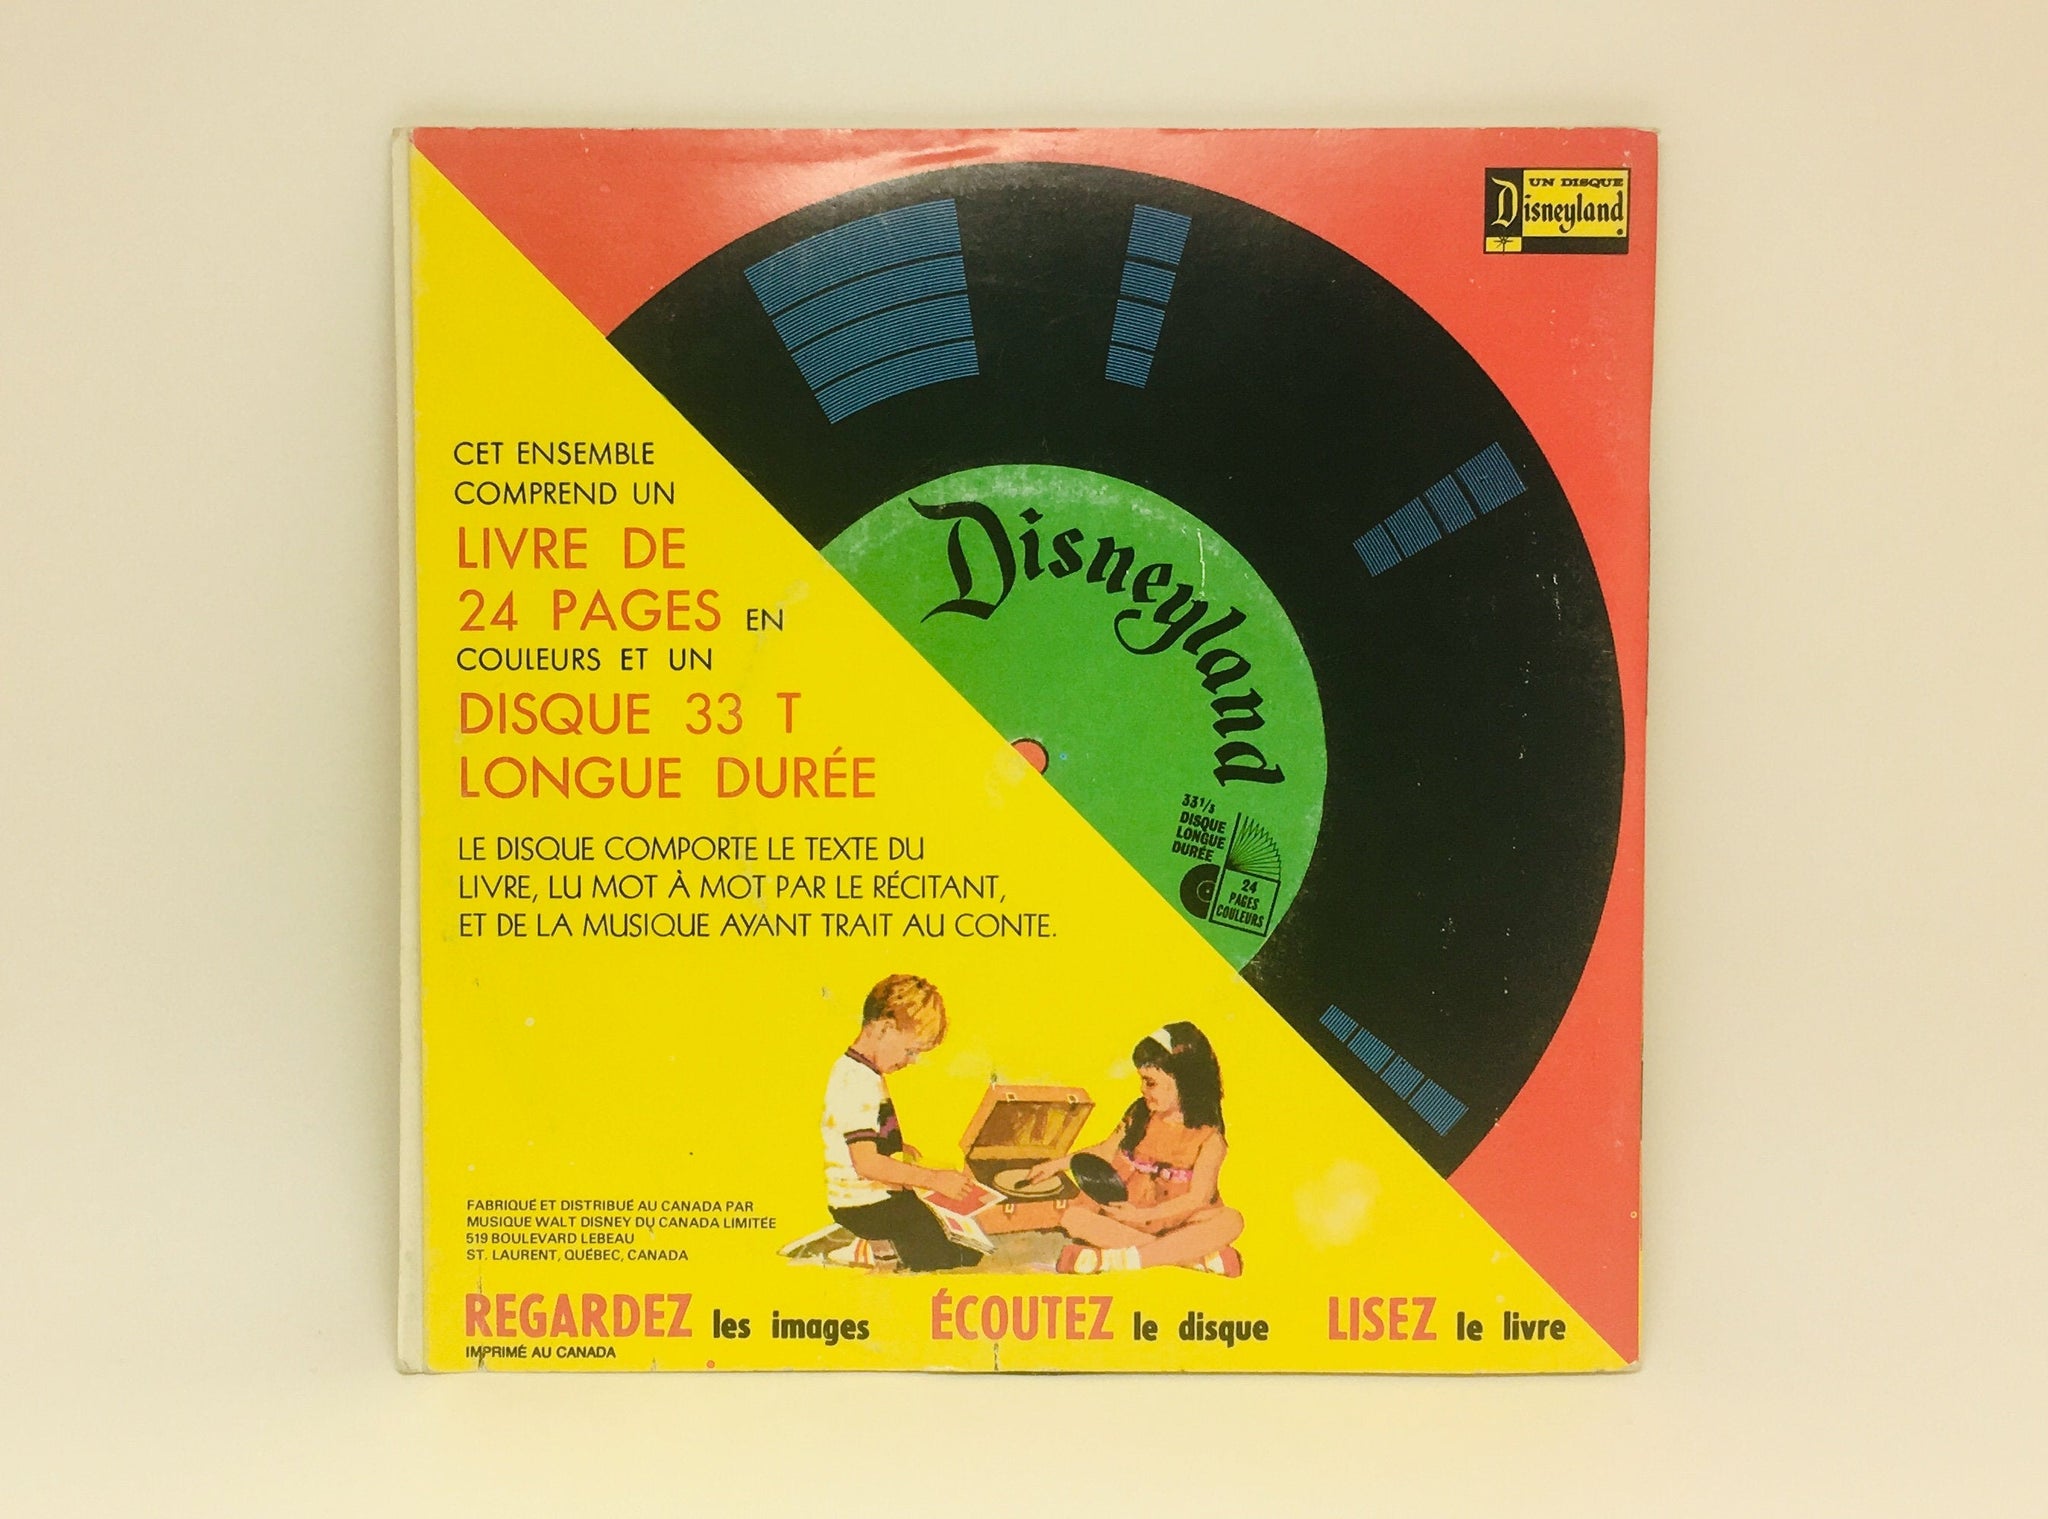 UN DISQUE
Disneyland
CET ENSEMBLE
COMPREND UN
LIVRE DE
24 PAGES EN
COULEURS ET UN
DISQUE 33 T
LONGUE DURÉE
LE DISQUE COMPORTE LE TEXTE DU
LIVRE, LU MOT À MOT PAR LE RÉCITANT,
ET DE LA MUSIQUE AYANT TRAIT AU CONTE.
Disneyland
33 1/3
DISQUE
LONGUE
DURÉE
24
PAGES
COULEURS
FABRIQUÉ ET DISTRIBUÉ AU CANADA PAR
MUSIQUE WALT DISNEY DU CANADA LIMITÉE
519 BOULEVARD LEBEAU
ST. LAURENT, QUÉBEC, CANADA
REGARDEZ les images ÉCOUTEZ le disque LISEZ le livre
IMPRIMÉ AU CANADA